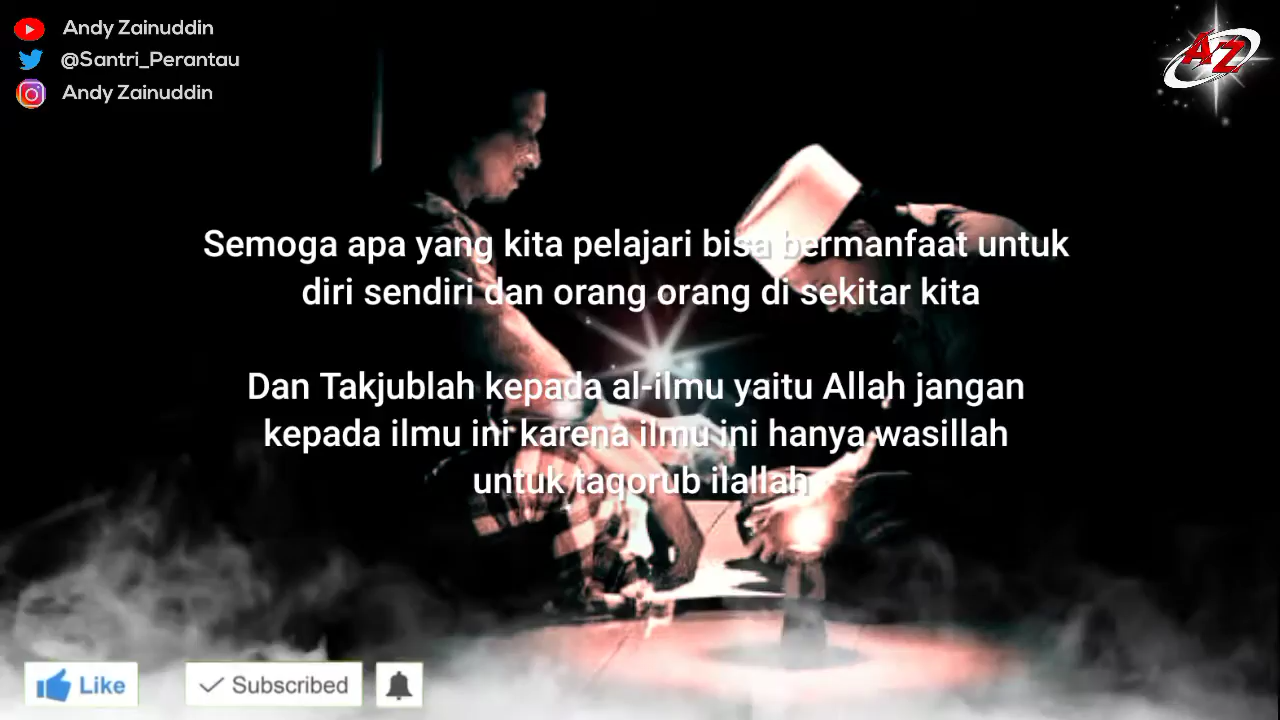 Andy Zainuddin
@Santri_Perantau
Andy Zainuddin
AZ
Semoga apa yang kita pelajari bisa bermanfaat untuk
diri sendiri dan orang orang di sekitar kita
Dan Takjublah kepada al-ilmu yaitu Allah jangan
kepada ilmu ini karena ilmu ini hanya wasillah
untuk taqorub ilallah
Like
Subscribed